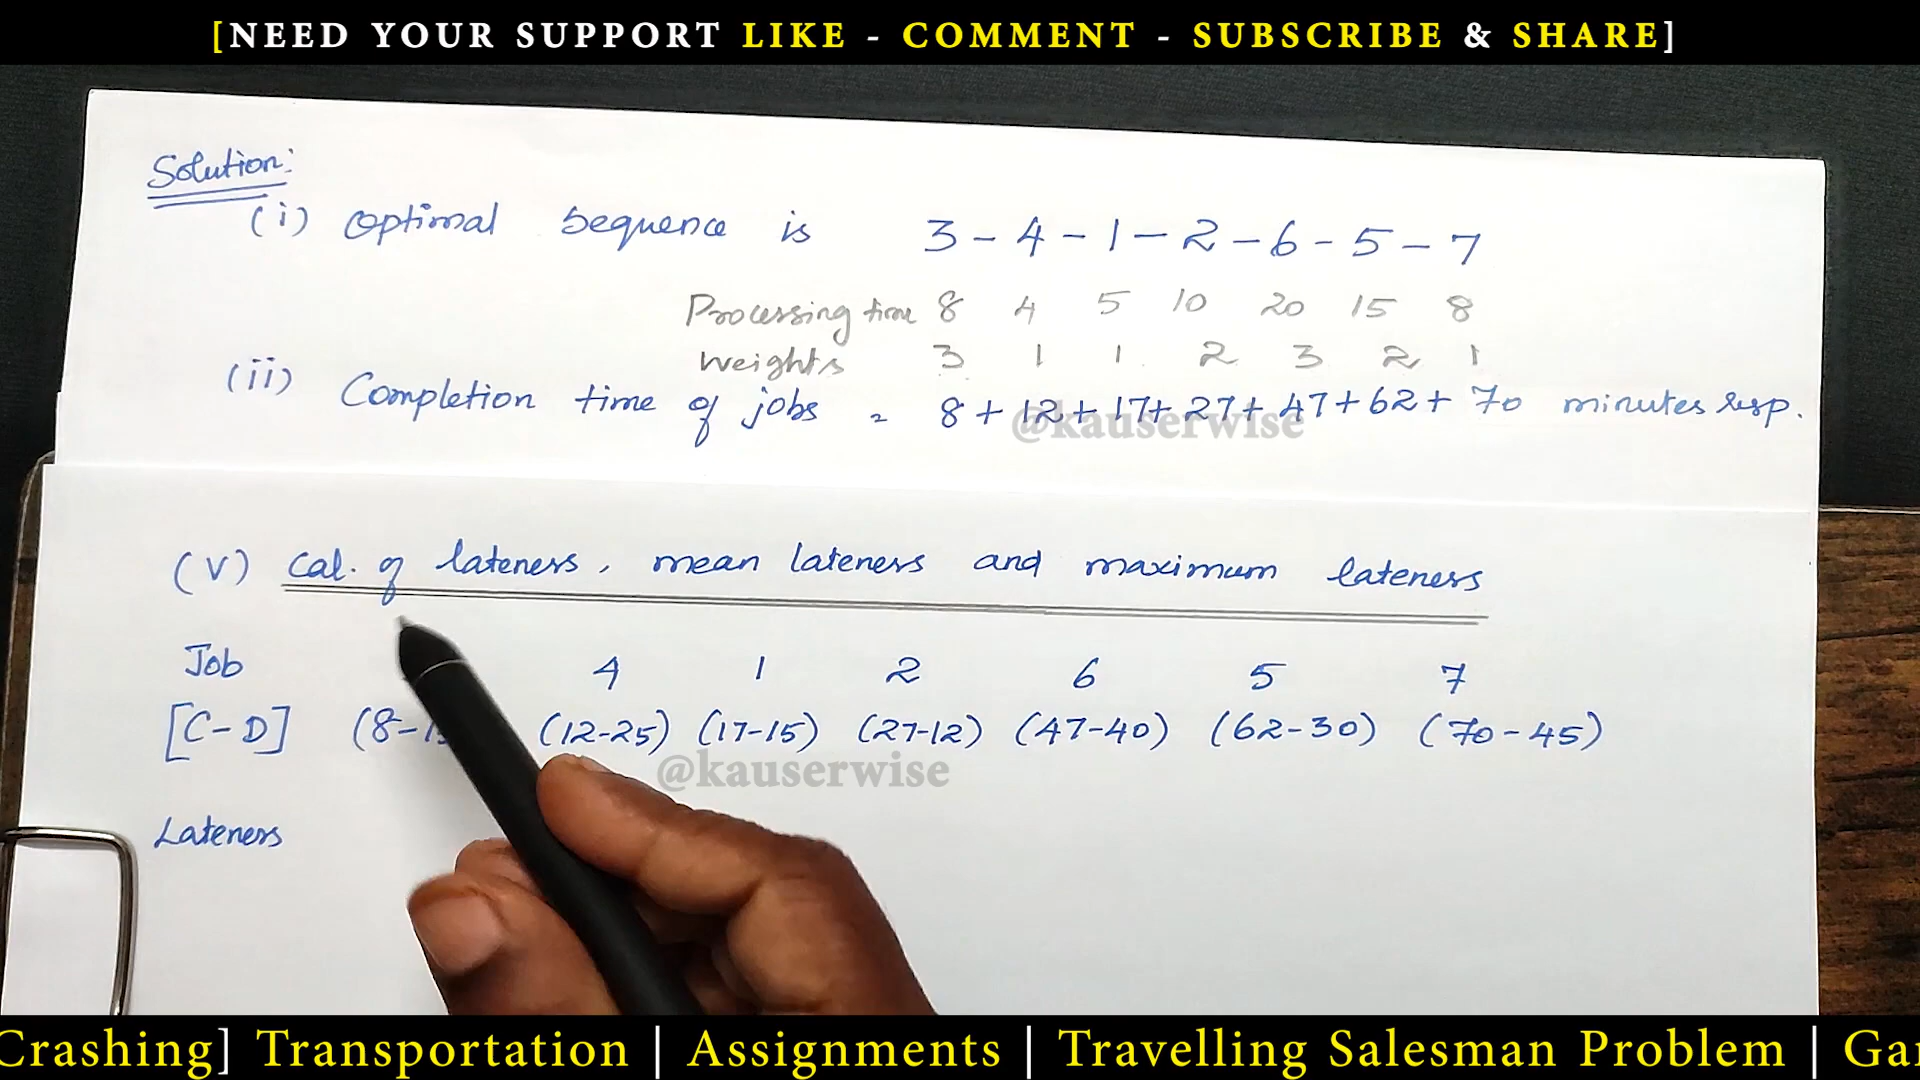 [NEED YOUR SUPPORT LIKE - COMMENT - SUBSCRIBE & SHARE]
Solution:
(i) Optimal Sequence is 3 - 4 - 1 - 2 - 6 - 5 - 7
Processing time 8 4 5 10 20 15 8
Weights 3 1 1 2 3 2 1
(ii) Completion time of jobs = 8 + 12 + 17 + 27 + 47 + 62 + 70 minutes resp.
@kauserwise
(V) Cal. of lateness, mean lateness and maximum lateness
Job 4 1 2 6 5 7
[C-D] (8-1 (12-25) (17-15) (27-12) (47-40) (62-30) (70-45)
@kauserwise
Lateness
Crashing] Transportation | Assignments | Travelling Salesman Problem | Ga